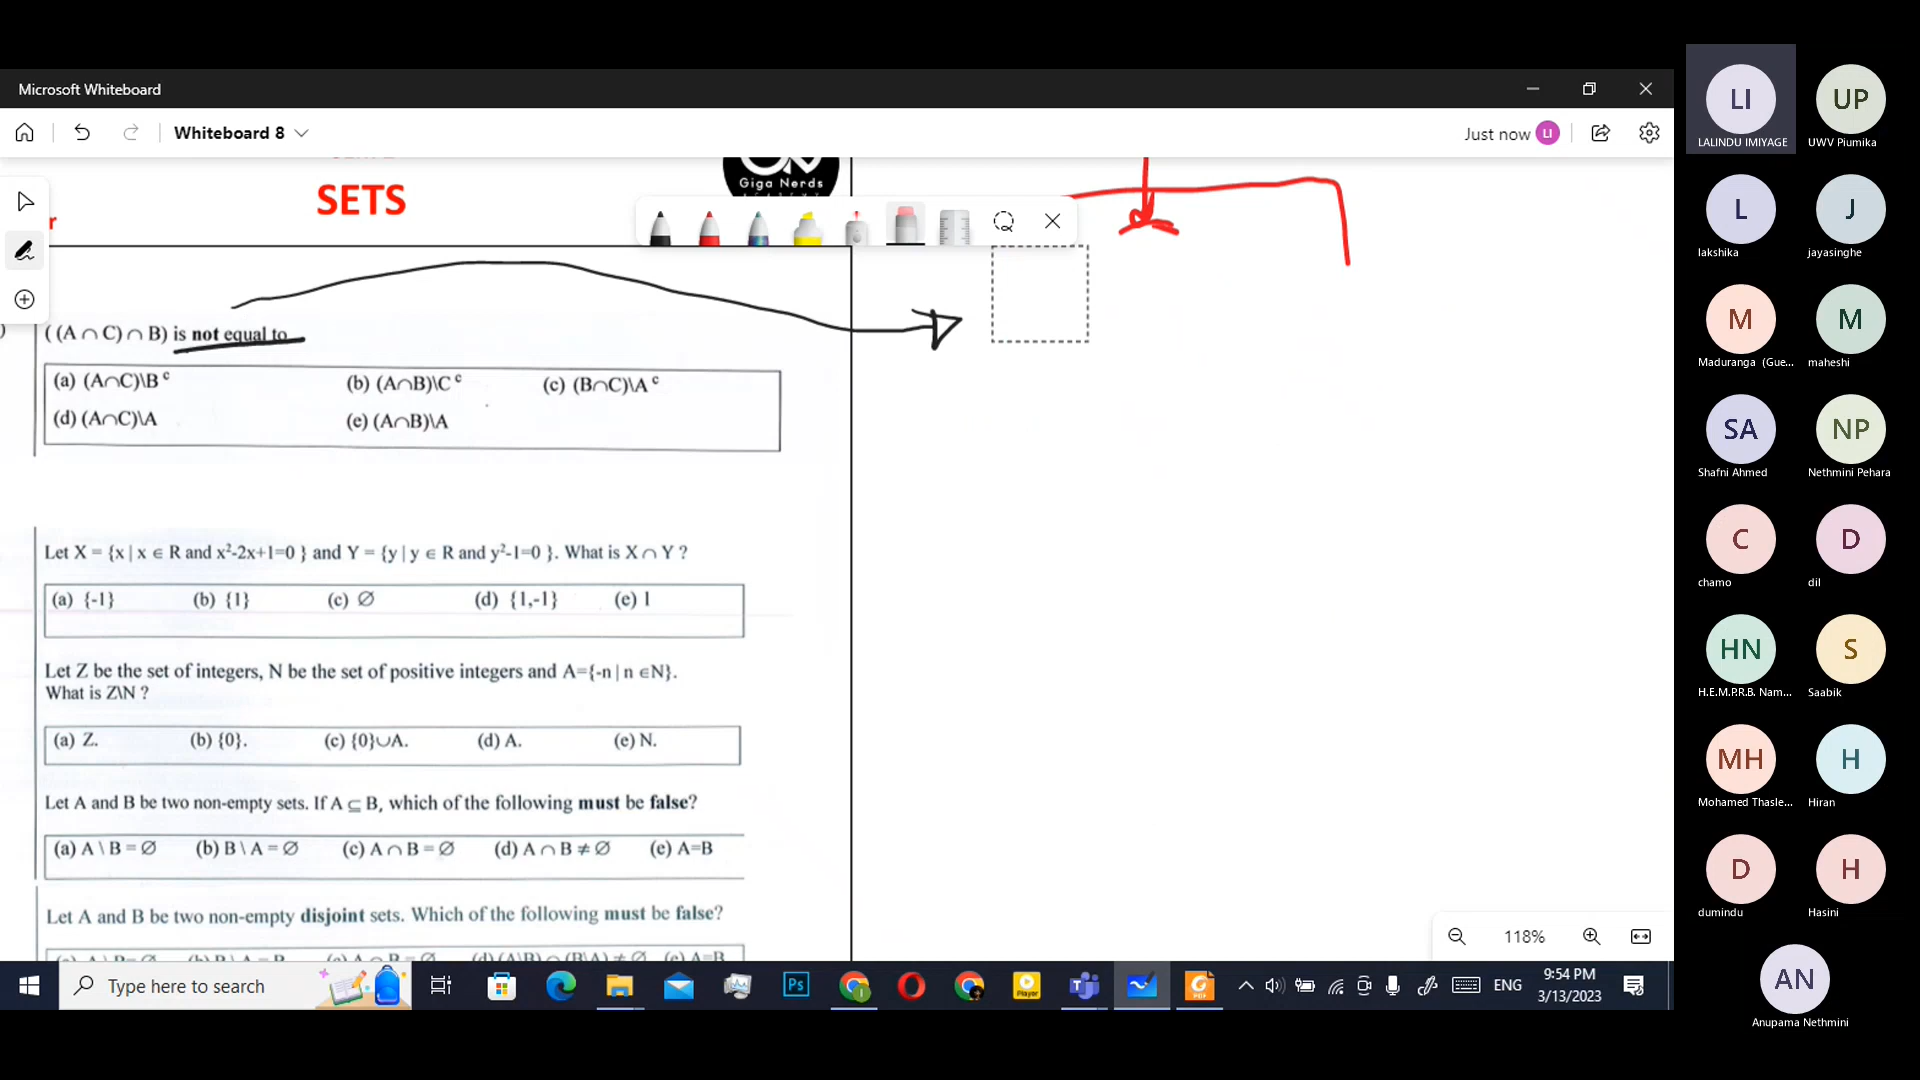 Microsoft Whiteboard
Whiteboard 8
Just now LI
SETS
Giga Nerds
r
( (A ∩ C) ∩ B) is not equal to
(a) (A∩C)\B ᶜ (b) (A∩B)\C ᶜ (c) (B∩C)\A ᶜ
(d) (A∩C)\A (e) (A∩B)\A
Let X = {x | x ∈ R and x²-2x+1=0 } and Y = {y | y ∈ R and y²-1=0 }. What is X ∩ Y ?
(a) {-1} (b) {1} (c) ∅ (d) {1,-1} (e) 1
Let Z be the set of integers, N be the set of positive integers and A={-n | n ∈N}.
What is Z\N ?
(a) Z. (b) {0}. (c) {0}∪A. (d) A. (e) N.
Let A and B be two non-empty sets. If A ⊆ B, which of the following must be false?
(a) A \ B = ∅ (b) B \ A = ∅ (c) A ∩ B = ∅ (d) A ∩ B ≠ ∅ (e) A=B
Let A and B be two non-empty disjoint sets. Which of the following must be false?
118%
Type here to search
Ps
Player
ENG
9:54 PM
3/13/2023
LI UP
LALINDU IMIYAGE UWV Piumika
L J
lakshika jayasinghe
M M
Maduranga (Gue... maheshi
SA NP
Shafni Ahmed Nethmini Pehara
C D
chamo dil
HN S
H.E.M.P.R.B. Nam... Saabik
MH H
Mohamed Thasle... Hiran
D H
dumindu Hasini
AN
Anupama Nethmini